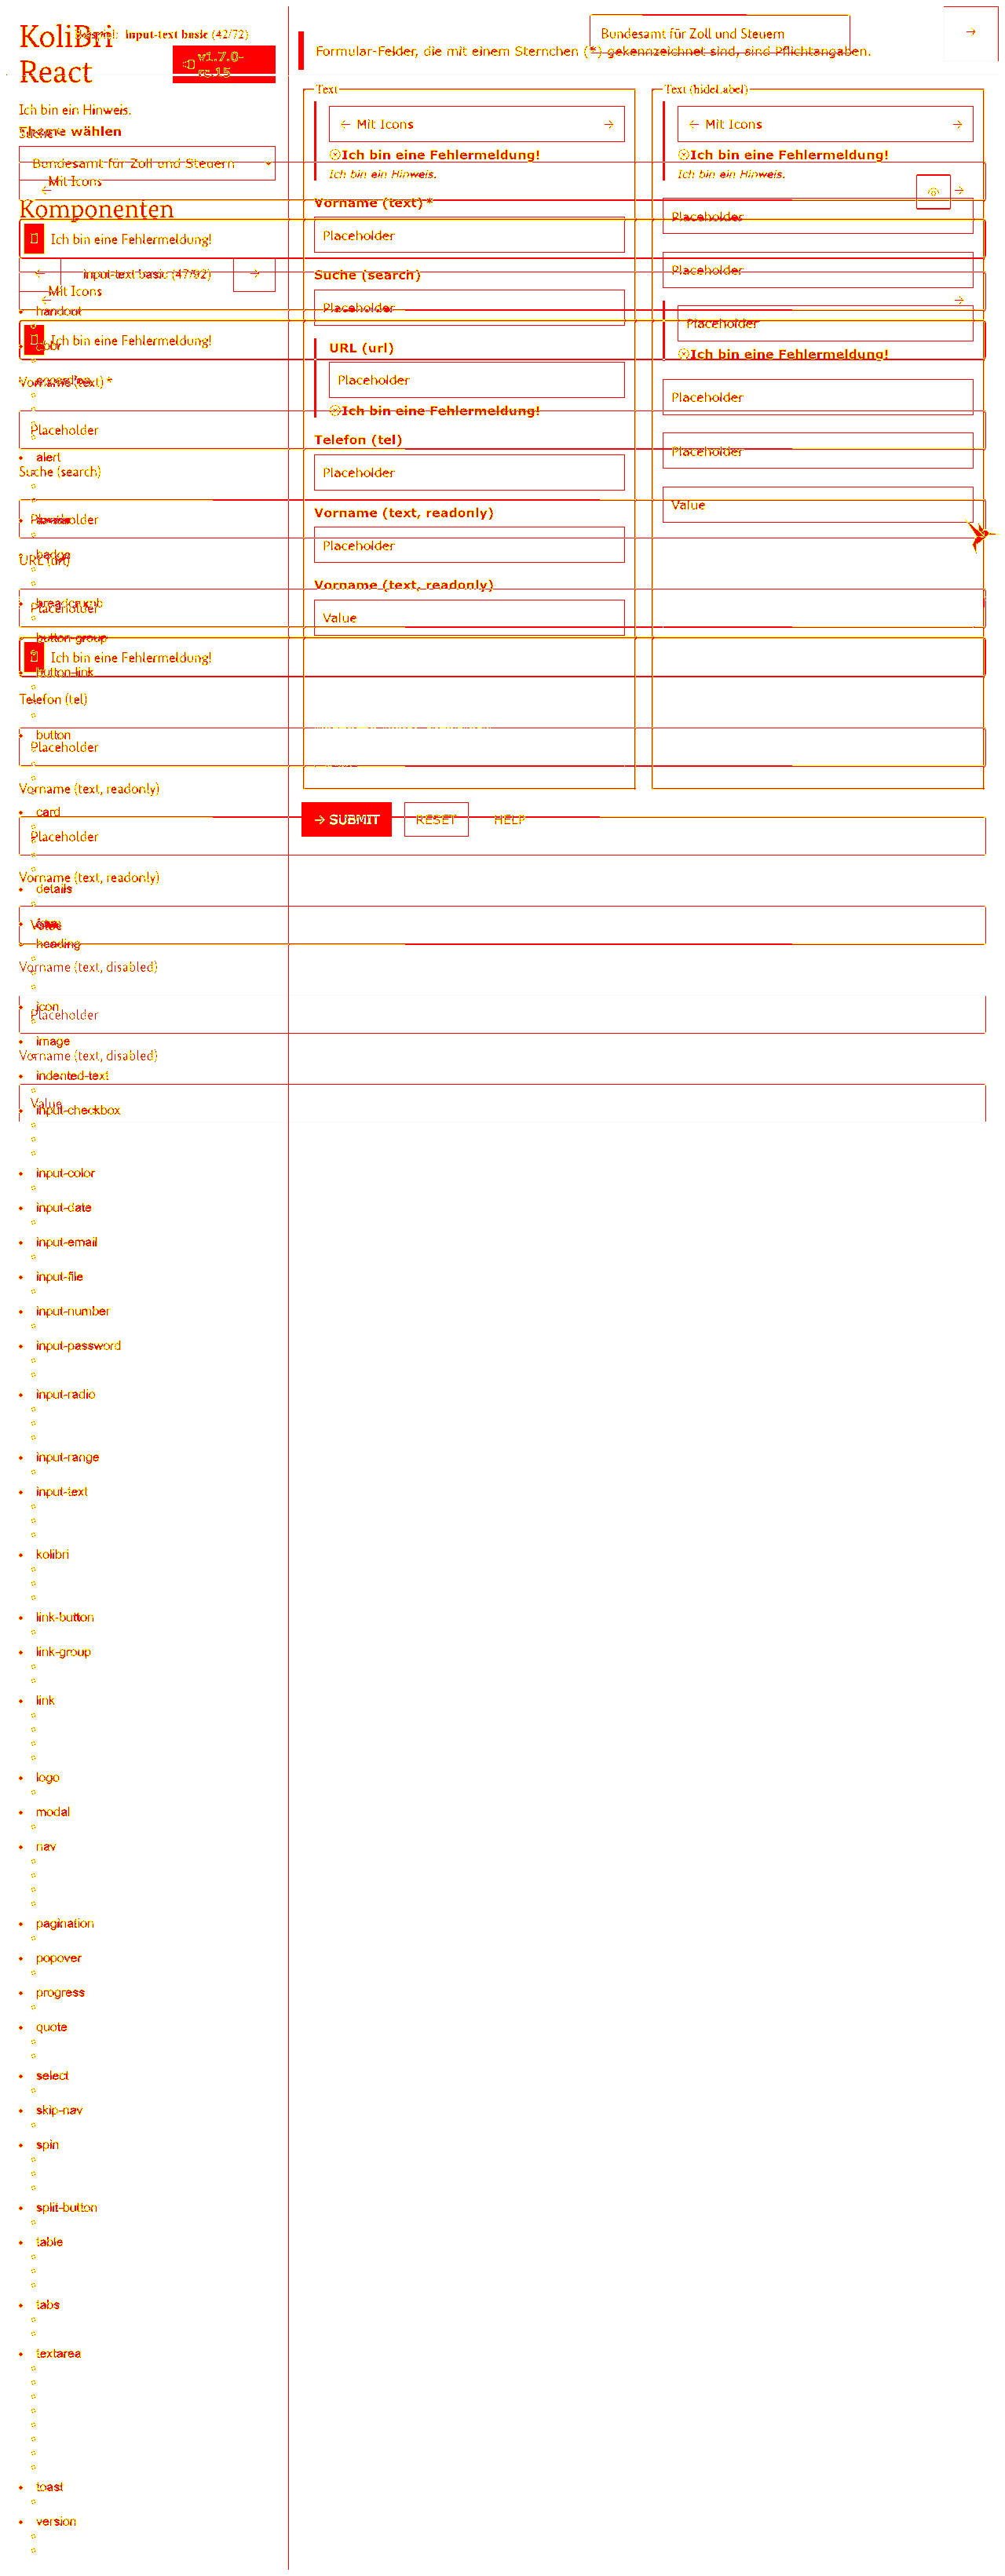 KoliBri
React
Beispiel: input-text basic (42/72)
v1.7.0-
rc.15
Bundesamt für Zoll und Steuern
→
Formular-Felder, die mit einem Sternchen (*) gekennzeichnet sind, sind Pflichtangaben.
Ich bin ein Hinweis.
Theme wählen
Suche
Bundesamt für Zoll und Steuern
← Mit Icons →
Komponenten
Ich bin eine Fehlermeldung!
← input-text basic (47/92) →
← Mit Icons →
handout
Ich bin eine Fehlermeldung!
Vorname (text) *
Placeholder
alert
Suche (search)
Placeholder
badge
URL (url)
breadcrumb
Placeholder
button-group
Ich bin eine Fehlermeldung!
button-link
Telefon (tel)
button
Placeholder
Vorname (text, readonly)
card
Placeholder
Vorname (text, readonly)
details
Value
heading
Vorname (text, disabled)
icon
Placeholder
image
Vorname (text, disabled)
indented-text
Value
input-checkbox
input-color
input-date
input-email
input-file
input-number
input-password
input-radio
input-range
input-text
kolibri
link-button
link-group
link
logo
modal
nav
pagination
popover
progress
quote
select
skip-nav
spin
split-button
table
tabs
textarea
toast
version
Text
← Mit Icons →
Ich bin eine Fehlermeldung!
Ich bin ein Hinweis.
Vorname (text)*
Placeholder
Suche (search)
Placeholder
URL (url)
Placeholder
Ich bin eine Fehlermeldung!
Telefon (tel)
Placeholder
Vorname (text, readonly)
Placeholder
Vorname (text, readonly)
Value
Text (hideLabel)
← Mit Icons →
Ich bin eine Fehlermeldung!
Ich bin ein Hinweis.
Placeholder
Placeholder
Placeholder
Ich bin eine Fehlermeldung!
Placeholder
Placeholder
Value
→ SUBMIT
RESET
HELP